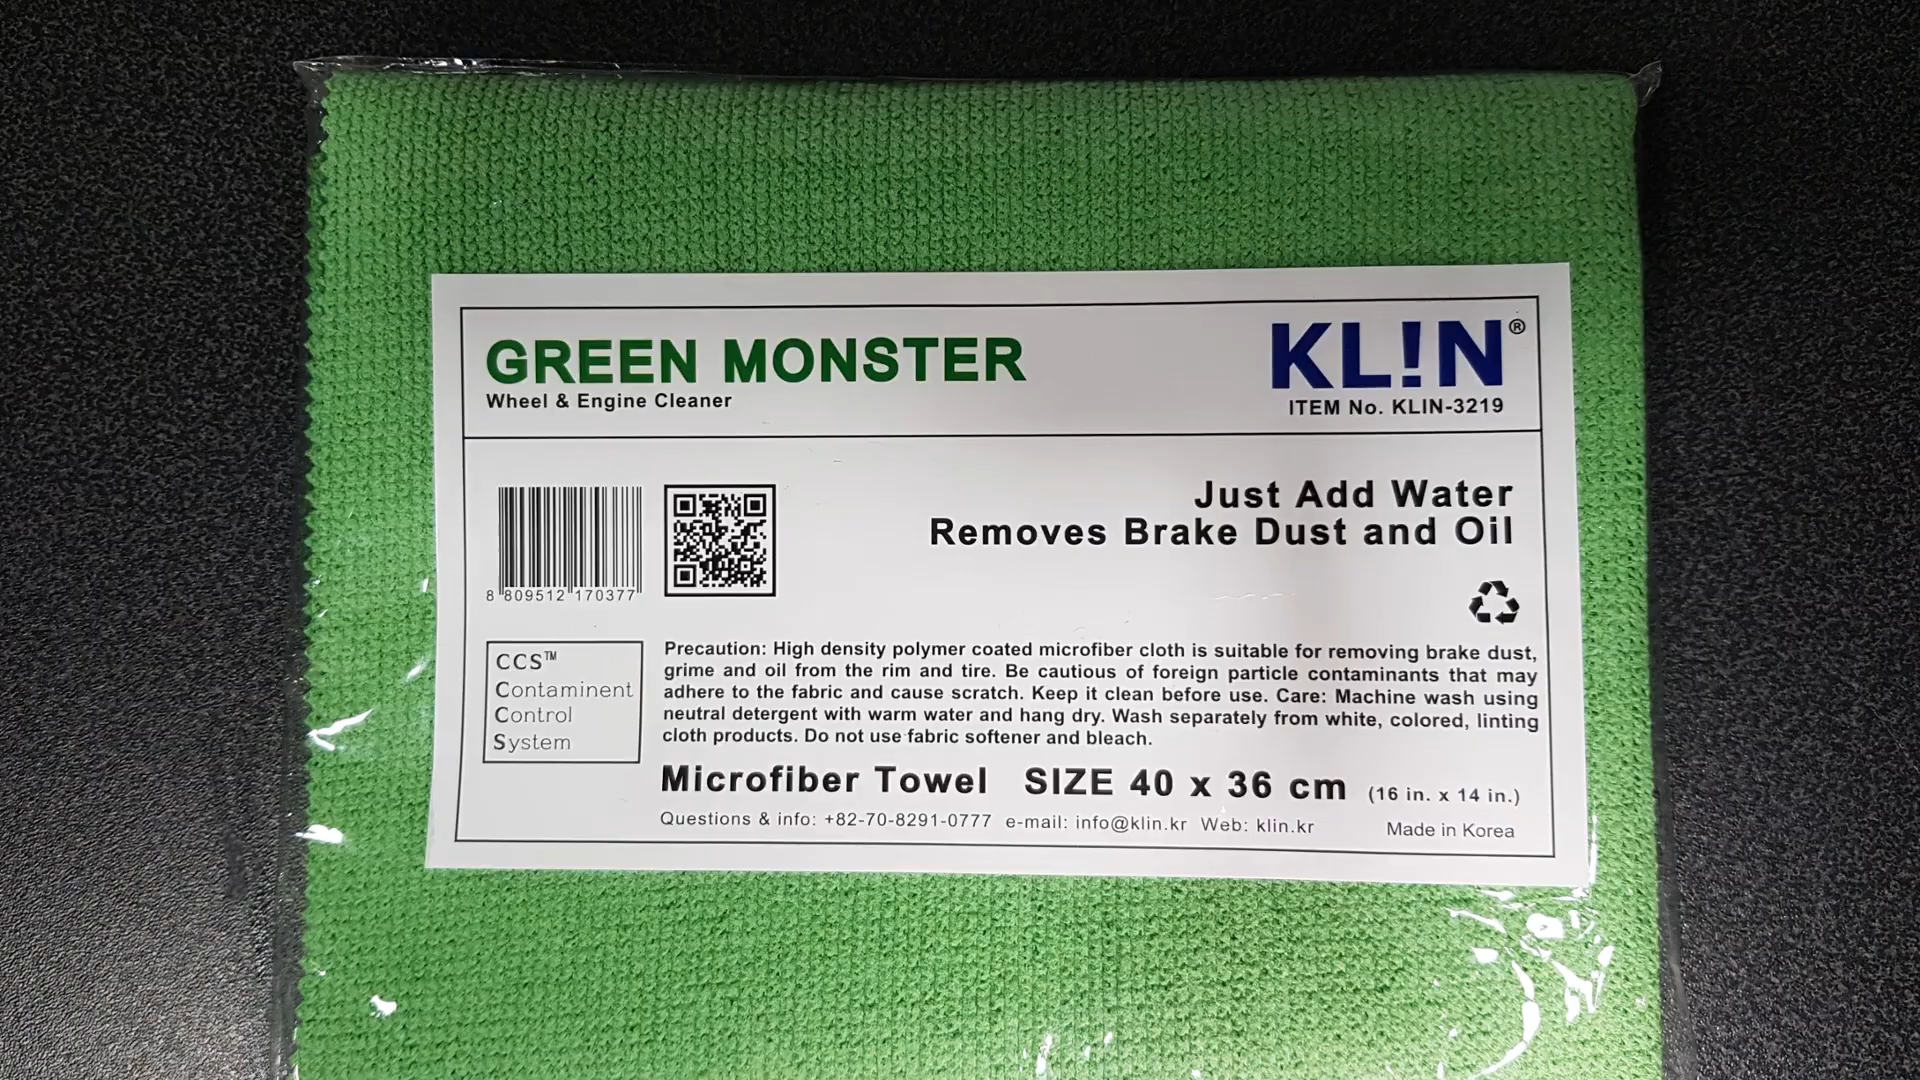 GREEN MONSTER
Wheel & Engine Cleaner
KL!N®
ITEM No. KLIN-3219
Just Add Water
Removes Brake Dust and Oil
8 809512 170377
CCS™
Contaminent
Control
System
Precaution: High density polymer coated microfiber cloth is suitable for removing brake dust,
grime and oil from the rim and tire. Be cautious of foreign particle contaminants that may
adhere to the fabric and cause scratch. Keep it clean before use. Care: Machine wash using
neutral detergent with warm water and hang dry. Wash separately from white, colored, linting
cloth products. Do not use fabric softener and bleach.
Microfiber Towel SIZE 40 x 36 cm (16 in. x 14 in.)
Questions & info: +82-70-8291-0777 e-mail: info@klin.kr Web: klin.kr Made in Korea